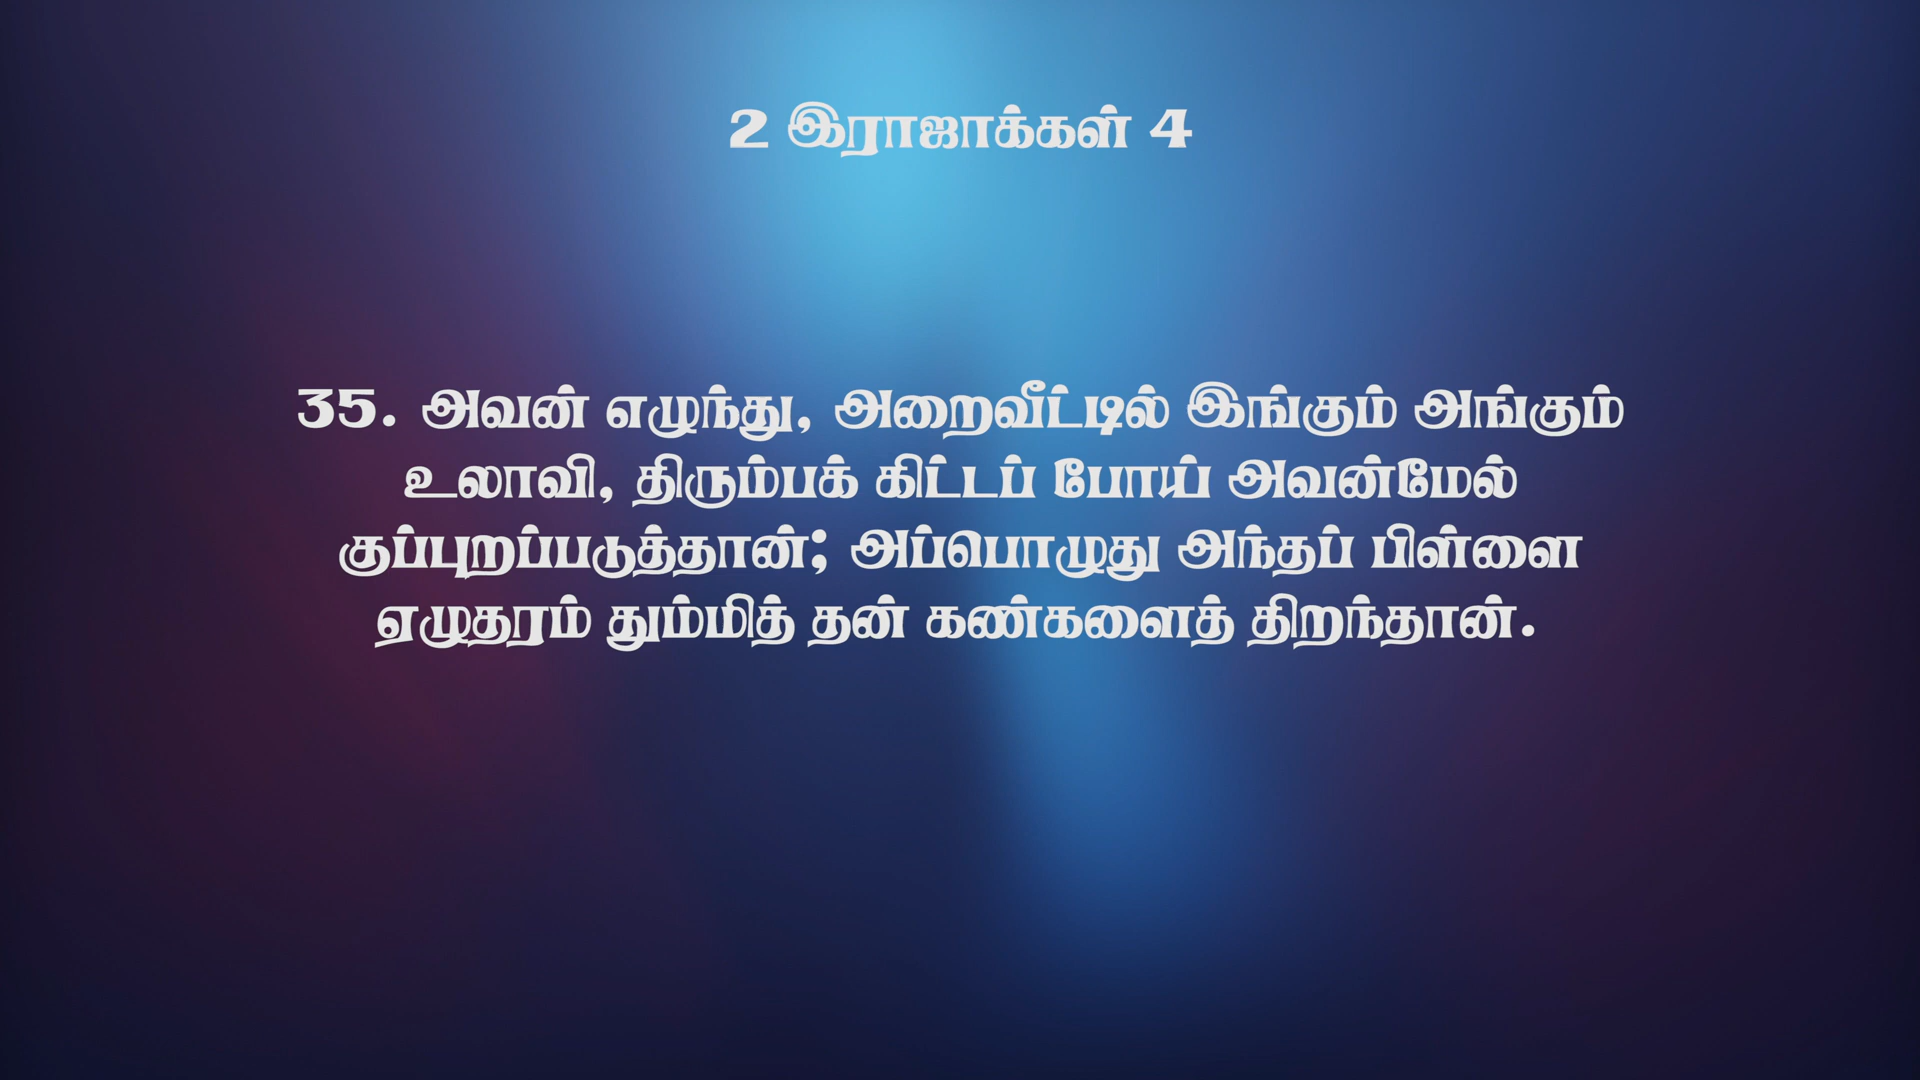 2 இராஜாக்கள் 4
35. அவன் எழுந்து, அறைவீட்டில் இங்கும் அங்கும்
உலாவி, திரும்பக் கிட்டப் போய் அவன்மேல்
குப்புறப்படுத்தான்; அப்பொழுது அந்தப் பிள்ளை
ஏழுதரம் தும்மித் தன் கண்களைத் திறந்தான்.